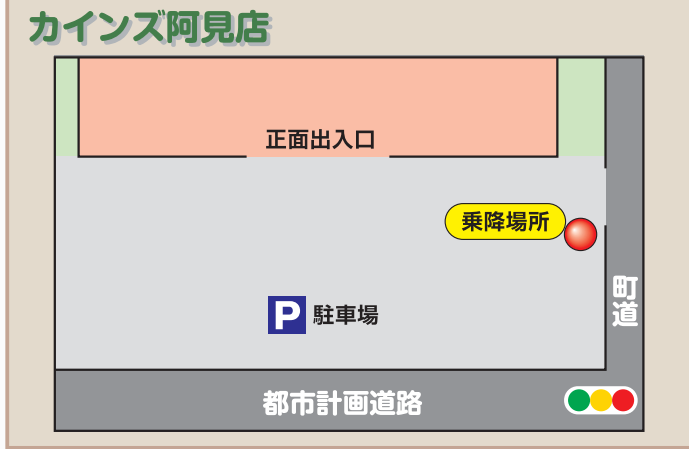 カインズ阿見店
正面出入口
乗降場所
町道
P 駐車場
都市計画道路